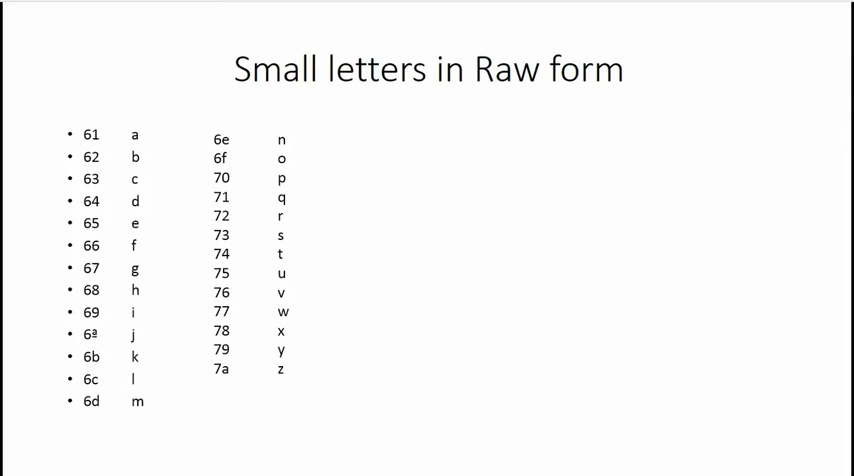 Small letters in Raw form
• 61 a
• 62 b
• 63 c
• 64 d
• 65 e
• 66 f
• 67 g
• 68 h
• 69 i
• 6ª j
• 6b k
• 6c l
• 6d m
6e n
6f o
70 p
71 q
72 r
73 s
74 t
75 u
76 v
77 w
78 x
79 y
7a z